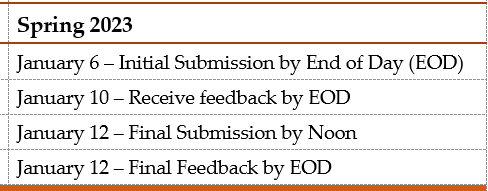 Spring 2023
January 6 – Initial Submission by End of Day (EOD)
January 10 – Receive feedback by EOD
January 12 – Final Submission by Noon
January 12 – Final Feedback by EOD